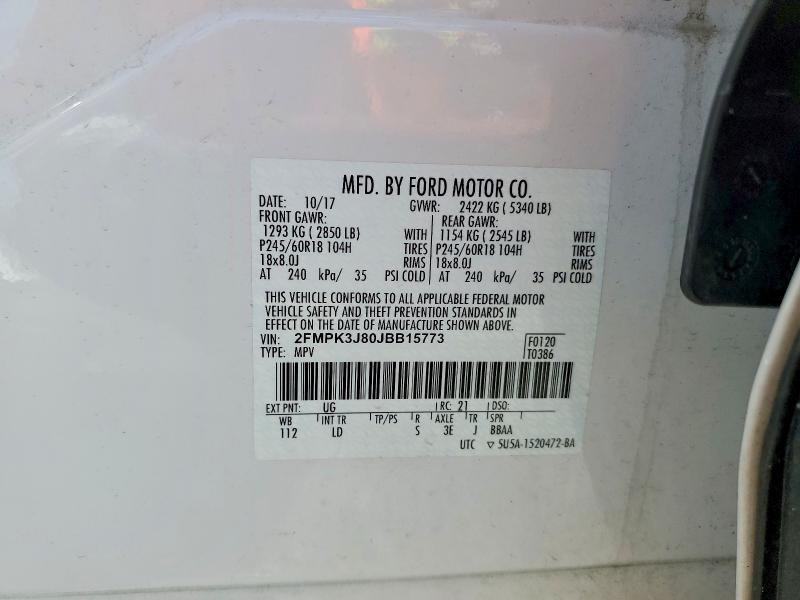 MFD. BY FORD MOTOR CO.
DATE: 10/17 GVWR: 2422 KG ( 5340 LB)
FRONT GAWR: REAR GAWR:
1293 KG ( 2850 LB) WITH 1154 KG ( 2545 LB) WITH
P245/60R18 104H TIRES P245/60R18 104H TIRES
18x8.0J RIMS 18x8.0J RIMS
AT 240 kPa/ 35 PSI COLD AT 240 kPa/ 35 PSI COLD
THIS VEHICLE CONFORMS TO ALL APPLICABLE FEDERAL MOTOR
VEHICLE SAFETY AND THEFT PREVENTION STANDARDS IN
EFFECT ON THE DATE OF MANUFACTURE SHOWN ABOVE.
VIN: 2FMPK3J80JBB15773 F0120
TYPE: MPV T0386
EXT PNT: UG RC: 21 DSO:
WB INT TR TP/PS R AXLE TR SPR
112 LD S 3E J BBAA
UTC ▽ 5U5A-1520472-BA